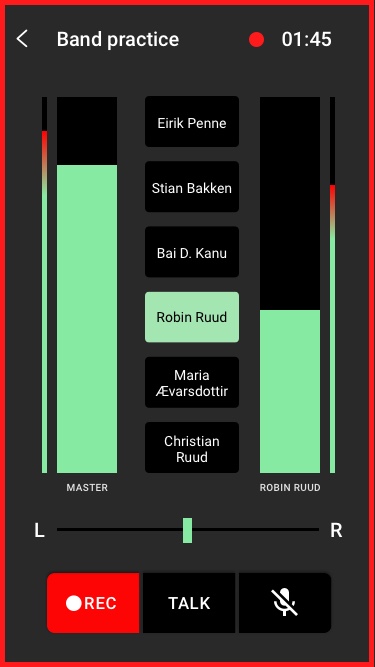 Band practice
01:45
Eirik Penne
Stian Bakken
Bai D. Kanu
Robin Ruud
Maria
Ævarsdottir
Christian
Ruud
MASTER
ROBIN RUUD
L
R
REC
TALK